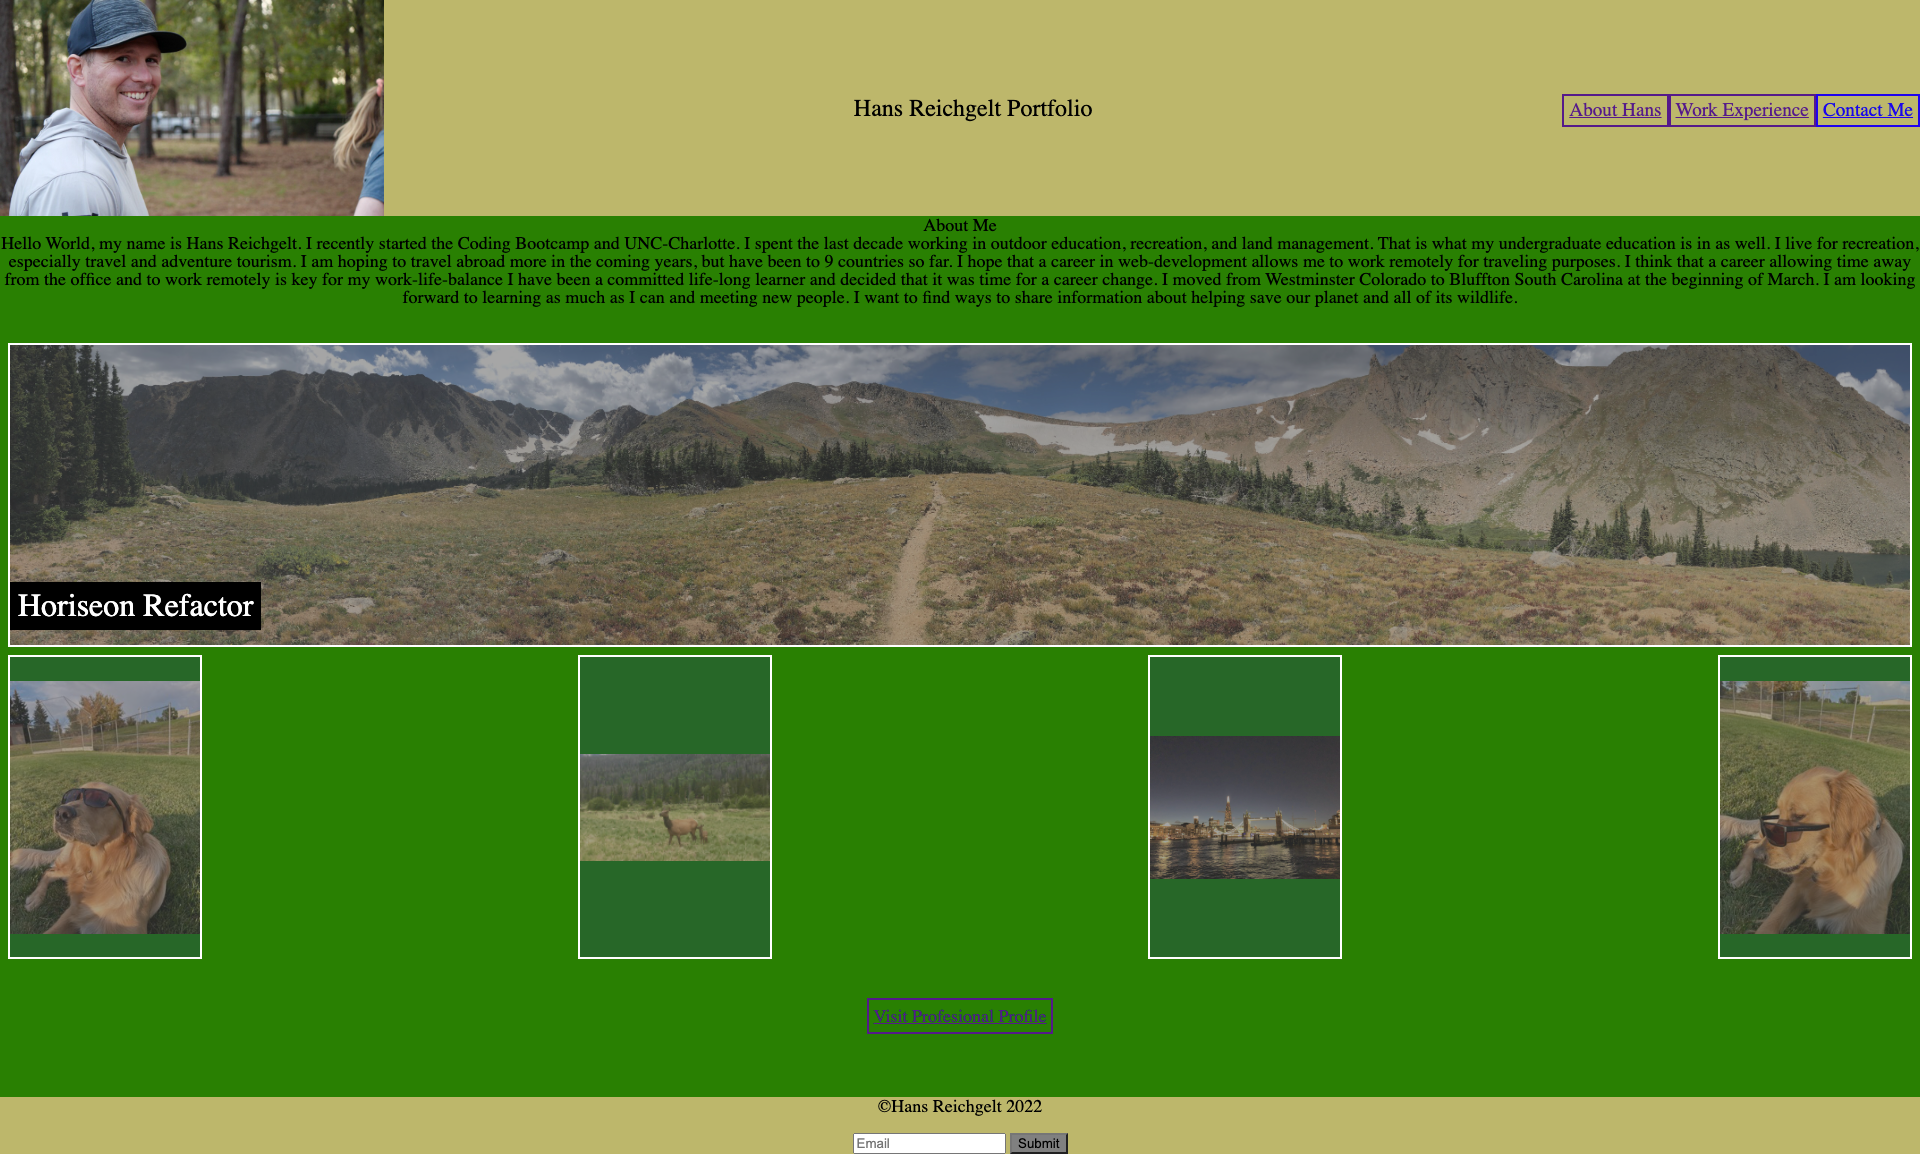 Hans Reichgelt Portfolio
About Hans
Work Experience
Contact Me
About Me
Hello World, my name is Hans Reichgelt. I recently started the Coding Bootcamp and UNC-Charlotte. I spent the last decade working in outdoor education, recreation, and land management. That is what my undergraduate education is in as well. I live for recreation,
especially travel and adventure tourism. I am hoping to travel abroad more in the coming years, but have been to 9 countries so far. I hope that a career in web-development allows me to work remotely for traveling purposes. I think that a career allowing time away
from the office and to work remotely is key for my work-life-balance I have been a committed life-long learner and decided that it was time for a career change. I moved from Westminster Colorado to Bluffton South Carolina at the beginning of March. I am looking
forward to learning as much as I can and meeting new people. I want to find ways to share information about helping save our planet and all of its wildlife.
Horiseon Refactor
Visit Profesional Profile
©Hans Reichgelt 2022
Email
Submit